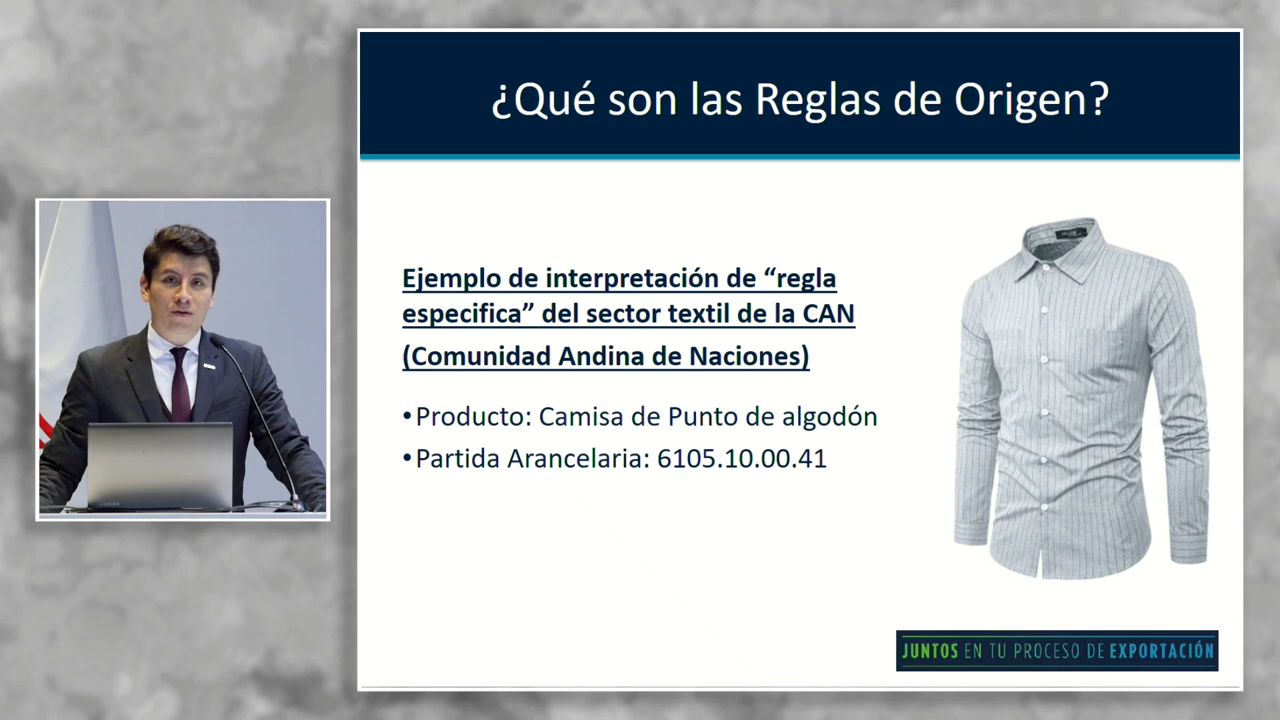 ¿Qué son las Reglas de Origen?
Ejemplo de interpretación de “regla
especifica” del sector textil de la CAN
(Comunidad Andina de Naciones)
•Producto: Camisa de Punto de algodón
•Partida Arancelaria: 6105.10.00.41
JUNTOS EN TU PROCESO DE EXPORTACIÓN